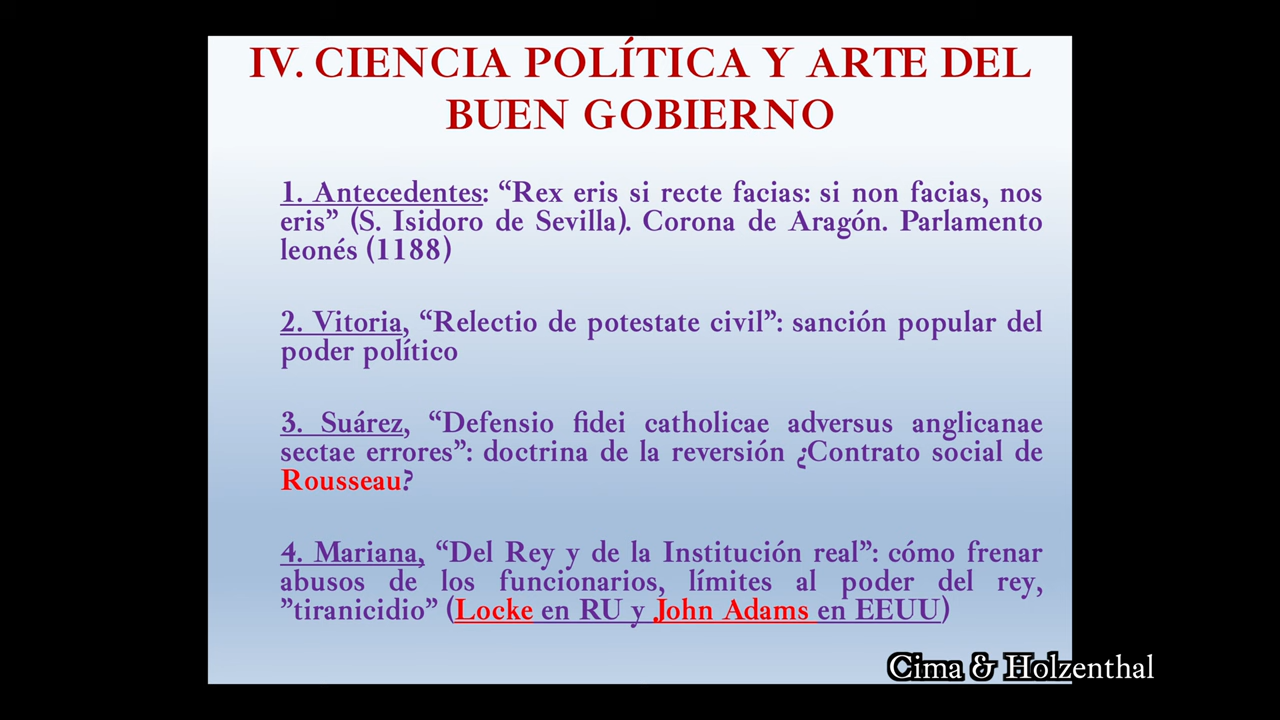 IV. CIENCIA POLÍTICA Y ARTE DEL
BUEN GOBIERNO
1. Antecedentes: “Rex eris si recte facias: si non facias, nos
eris” (S. Isidoro de Sevilla). Corona de Aragón. Parlamento
leonés (1188)
2. Vitoria, “Relectio de potestate civil”: sanción popular del
poder político
3. Suárez, “Defensio fidei catholicae adversus anglicanae
sectae errores”: doctrina de la reversión ¿Contrato social de
Rousseau?
4. Mariana, “Del Rey y de la Institución real”: cómo frenar
abusos de los funcionarios, límites al poder del rey,
”tiranicidio” (Locke en RU y John Adams en EEUU)
Cima & Holzenthal